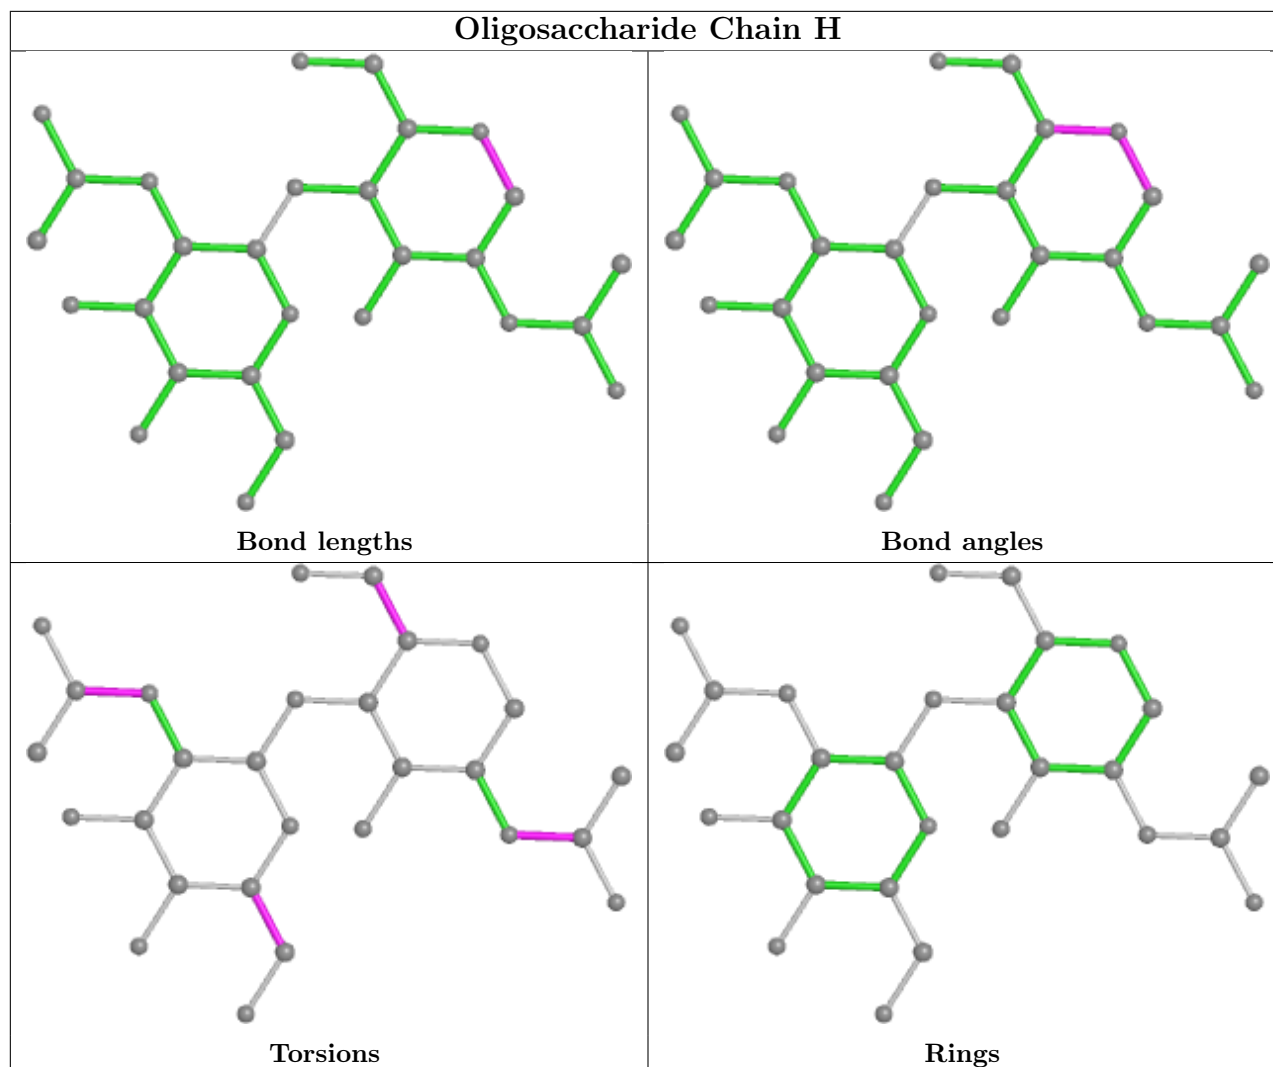 Oligosaccharide Chain H
Bond lengths
Bond angles
Torsions
Rings